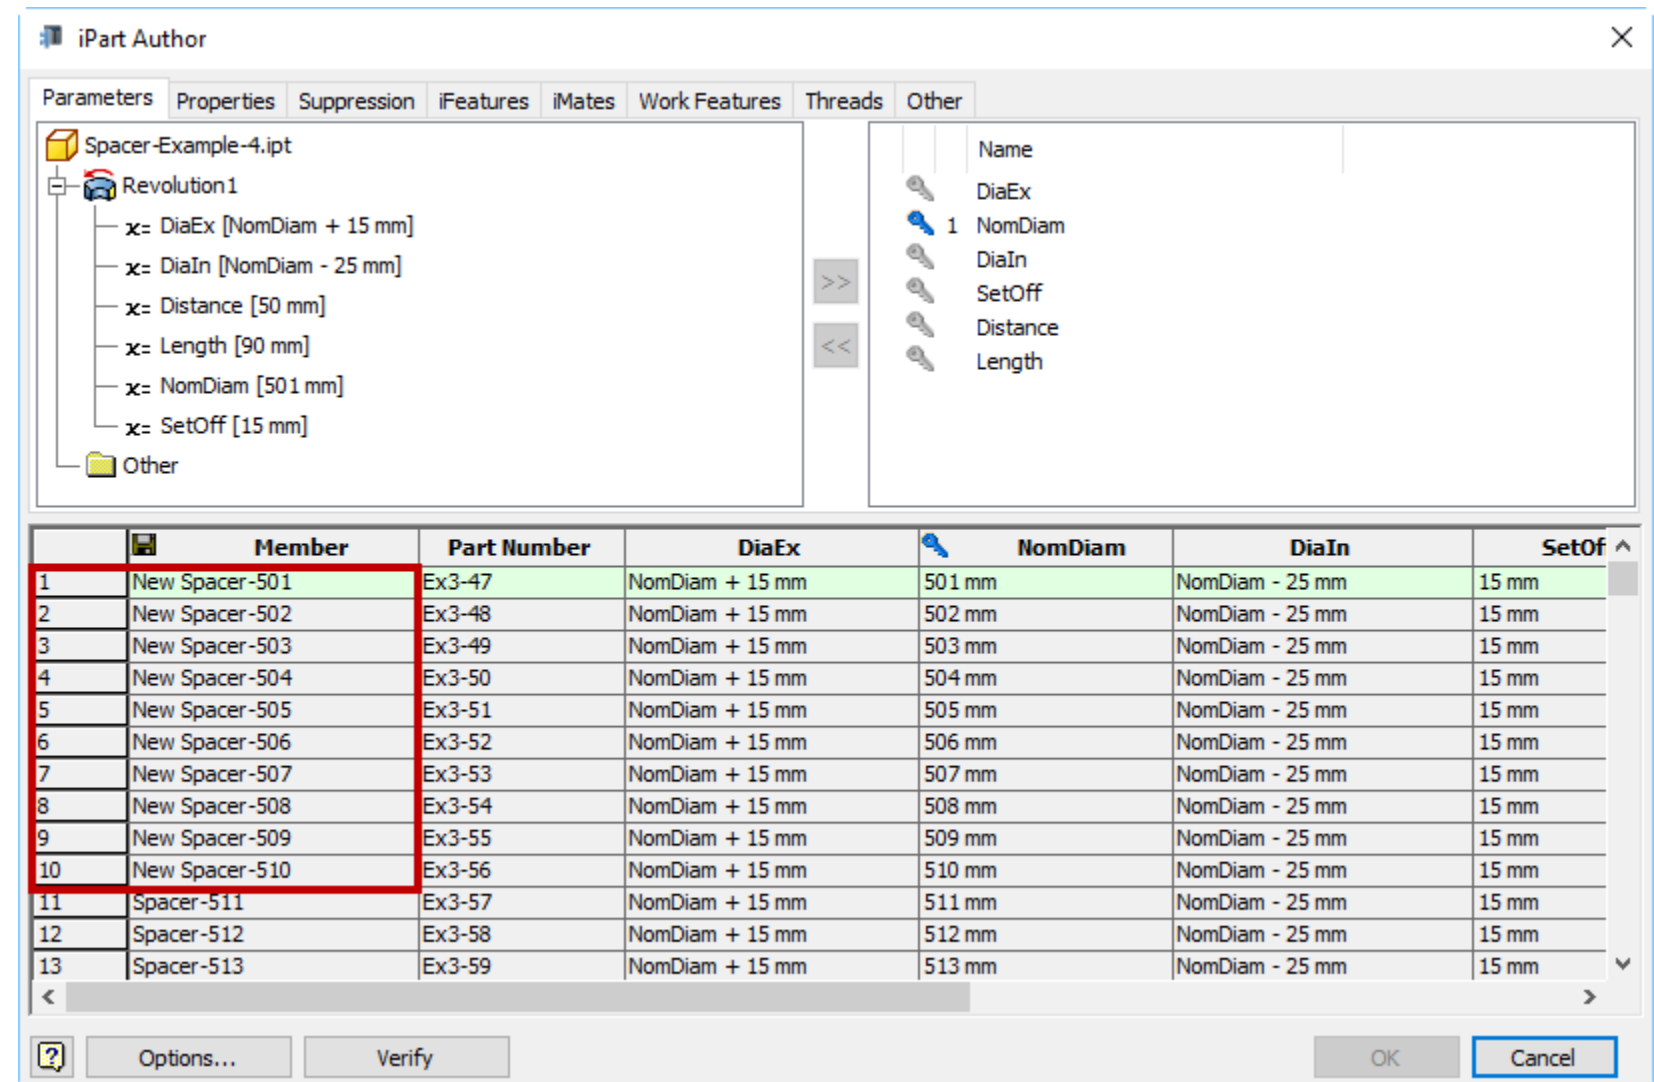 iPart Author
Parameters Properties Suppression iFeatures iMates Work Features Threads Other
Spacer-Example-4.ipt
Revolution1
x= DiaEx [NomDiam + 15 mm]
x= DiaIn [NomDiam - 25 mm]
x= Distance [50 mm]
x= Length [90 mm]
x= NomDiam [501 mm]
x= SetOff [15 mm]
Other
>>
<<
Name
DiaEx
1 NomDiam
DiaIn
SetOff
Distance
Length
Member Part Number DiaEx NomDiam DiaIn SetOf
1 New Spacer-501 Ex3-47 NomDiam + 15 mm 501 mm NomDiam - 25 mm 15 mm
2 New Spacer-502 Ex3-48 NomDiam + 15 mm 502 mm NomDiam - 25 mm 15 mm
3 New Spacer-503 Ex3-49 NomDiam + 15 mm 503 mm NomDiam - 25 mm 15 mm
4 New Spacer-504 Ex3-50 NomDiam + 15 mm 504 mm NomDiam - 25 mm 15 mm
5 New Spacer-505 Ex3-51 NomDiam + 15 mm 505 mm NomDiam - 25 mm 15 mm
6 New Spacer-506 Ex3-52 NomDiam + 15 mm 506 mm NomDiam - 25 mm 15 mm
7 New Spacer-507 Ex3-53 NomDiam + 15 mm 507 mm NomDiam - 25 mm 15 mm
8 New Spacer-508 Ex3-54 NomDiam + 15 mm 508 mm NomDiam - 25 mm 15 mm
9 New Spacer-509 Ex3-55 NomDiam + 15 mm 509 mm NomDiam - 25 mm 15 mm
10 New Spacer-510 Ex3-56 NomDiam + 15 mm 510 mm NomDiam - 25 mm 15 mm
11 Spacer-511 Ex3-57 NomDiam + 15 mm 511 mm NomDiam - 25 mm 15 mm
12 Spacer-512 Ex3-58 NomDiam + 15 mm 512 mm NomDiam - 25 mm 15 mm
13 Spacer-513 Ex3-59 NomDiam + 15 mm 513 mm NomDiam - 25 mm 15 mm
? Options... Verify OK Cancel